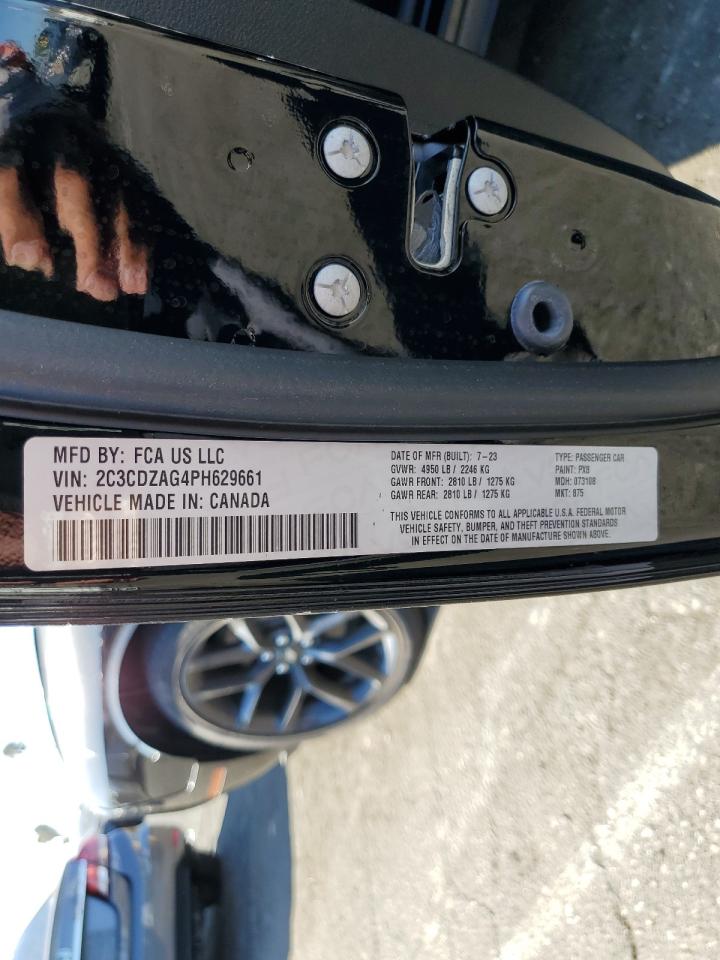 MFD BY: FCA US LLC
VIN: 2C3CDZAG4PH629661
VEHICLE MADE IN: CANADA
DATE OF MFR (BUILT): 7-23
GVWR: 4950 LB / 2246 KG
GAWR FRONT: 2810 LB / 1275 KG
GAWR REAR: 2810 LB / 1275 KG
TYPE: PASSENGER CAR
PAINT: PX8
MDH: 073108
MKT: 875
THIS VEHICLE CONFORMS TO ALL APPLICABLE U.S.A. FEDERAL MOTOR
VEHICLE SAFETY, BUMPER, AND THEFT PREVENTION STANDARDS
IN EFFECT ON THE DATE OF MANUFACTURE SHOWN ABOVE.